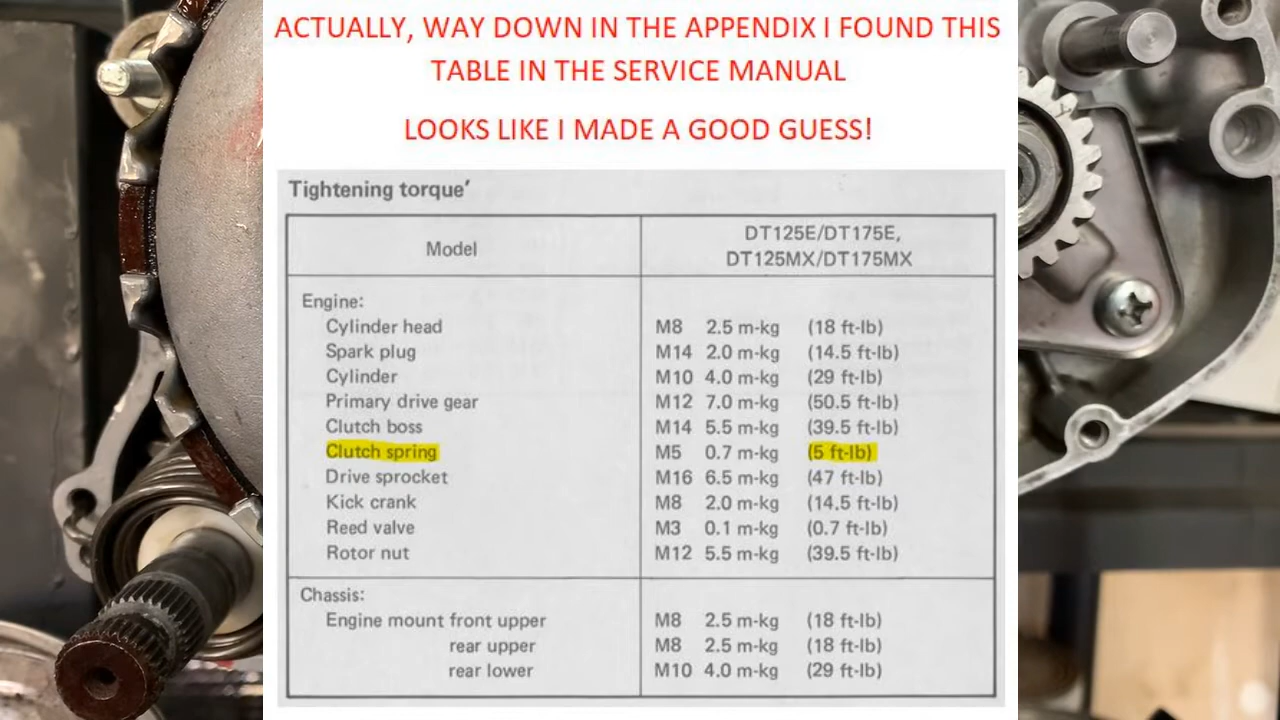 ACTUALLY, WAY DOWN IN THE APPENDIX I FOUND THIS
TABLE IN THE SERVICE MANUAL
LOOKS LIKE I MADE A GOOD GUESS!
Tightening torque'
Model DT125E/DT175E,
DT125MX/DT175MX
Engine:
Cylinder head M8 2.5 m-kg (18 ft-lb)
Spark plug M14 2.0 m-kg (14.5 ft-lb)
Cylinder M10 4.0 m-kg (29 ft-lb)
Primary drive gear M12 7.0 m-kg (50.5 ft-lb)
Clutch boss M14 5.5 m-kg (39.5 ft-lb)
Clutch spring M5 0.7 m-kg (5 ft-lb)
Drive sprocket M16 6.5 m-kg (47 ft-lb)
Kick crank M8 2.0 m-kg (14.5 ft-lb)
Reed valve M3 0.1 m-kg (0.7 ft-lb)
Rotor nut M12 5.5 m-kg (39.5 ft-lb)
Chassis:
Engine mount front upper M8 2.5 m-kg (18 ft-lb)
rear upper M8 2.5 m-kg (18 ft-lb)
rear lower M10 4.0 m-kg (29 ft-lb)